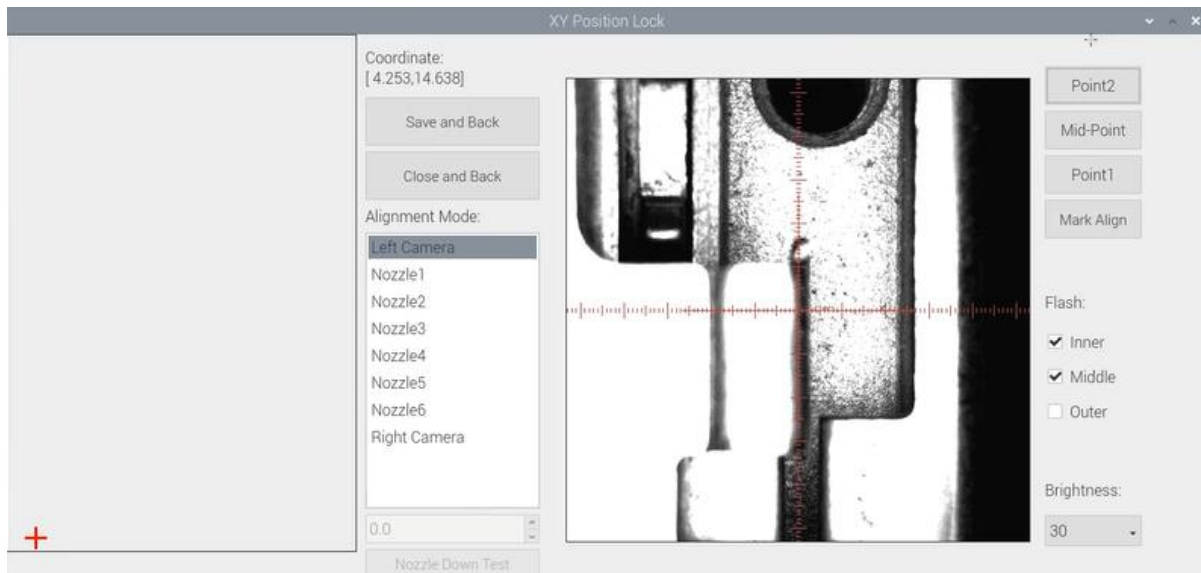 XY Position Lock
Coordinate:
[ 4.253,14.638]
Save and Back
Close and Back
Alignment Mode:
Left Camera
Nozzle1
Nozzle2
Nozzle3
Nozzle4
Nozzle5
Nozzle6
Right Camera
0.0
Nozzle Down Test
Point2
Mid-Point
Point1
Mark Align
Flash:
Inner
Middle
Outer
Brightness:
30